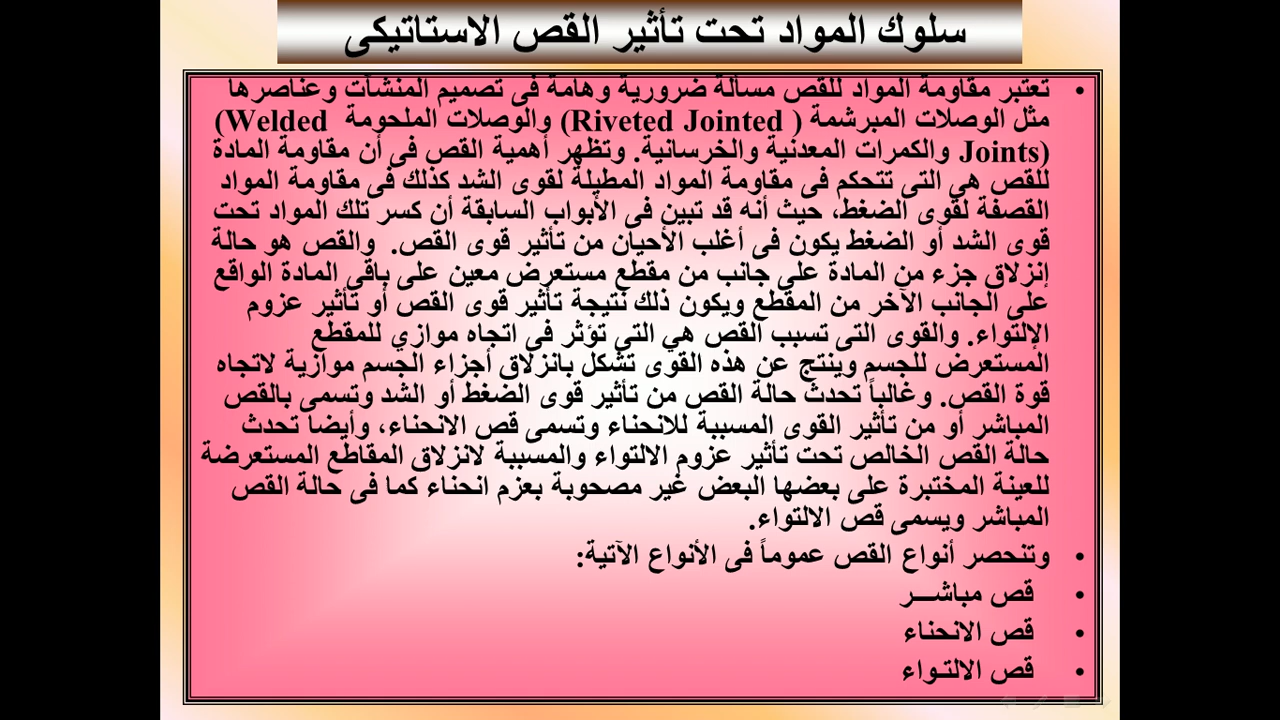 سلوك المواد تحت تأثير القص الاستاتيكى
• تعتبر مقاومة المواد للقص مسألة ضرورية وهامة فى تصميم المنشآت وعناصرها
مثل الوصلات المبرشمة ( Riveted Jointed) والوصلات الملحومة (Welded
Joints) والكمرات المعدنية والخرسانية. وتظهر أهمية القص فى أن مقاومة المادة
للقص هي التى تتحكم فى مقاومة المواد المطيلة لقوى الشد كذلك فى مقاومة المواد
القصفة لقوى الضغط، حيث أنه قد تبين فى الأبواب السابقة أن كسر تلك المواد تحت
قوى الشد أو الضغط يكون فى أغلب الأحيان من تأثير قوى القص. والقص هو حالة
إنزلاق جزء من المادة على جانب من مقطع مستعرض معين على باقى المادة الواقع
على الجانب الآخر من المقطع ويكون ذلك نتيجة تأثير قوى القص أو تأثير عزوم
الإلتواء. والقوى التى تسبب القص هي التى تؤثر فى اتجاه موازي للمقطع
المستعرض للجسم وينتج عن هذه القوى تشكل بانزلاق أجزاء الجسم موازية لاتجاه
قوة القص. وغالباً تحدث حالة القص من تأثير قوى الضغط أو الشد وتسمى بالقص
المباشر أو من تأثير القوى المسببة للانحناء وتسمى قص الانحناء، وأيضاً تحدث
حالة القص الخالص تحت تأثير عزوم الالتواء والمسببة لانزلاق المقاطع المستعرضة
للعينة المختبرة على بعضها البعض غير مصحوبة بعزم انحناء كما فى حالة القص
المباشر ويسمى قص الالتواء.
• وتنحصر أنواع القص عموماً فى الأنواع الآتية:
• قص مباشـــر
• قص الانحناء
• قص الالتـواء